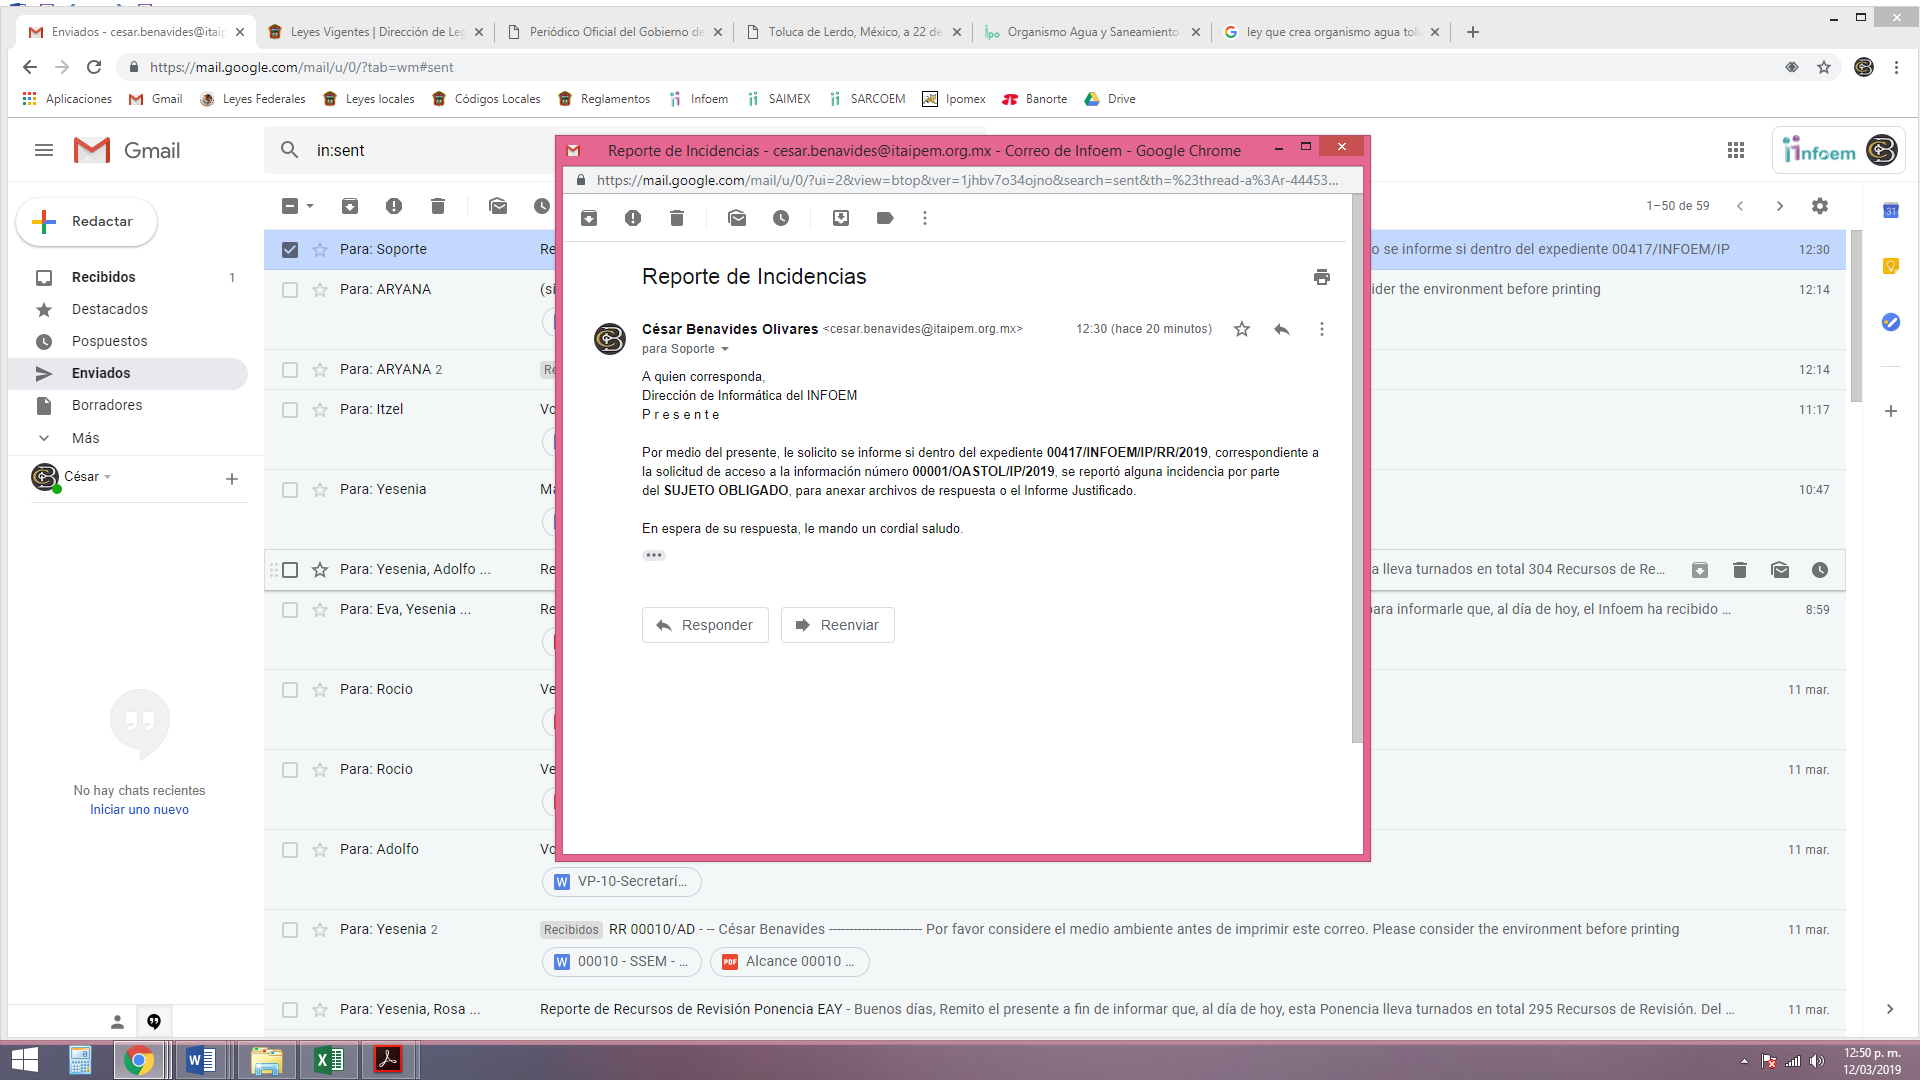 Enviados - cesar.benavides@itaip
Leyes Vigentes | Dirección de Leg
Periódico Oficial del Gobierno de
Toluca de Lerdo, México, a 22 de
Organismo Agua y Saneamiento
ley que crea organismo agua tolu
https://mail.google.com/mail/u/0/?tab=wm#sent
Aplicaciones
Gmail
Leyes Federales
Leyes locales
Códigos Locales
Reglamentos
Infoem
SAIMEX
SARCOEM
Ipomex
Banorte
Drive
Gmail
in:sent
infoem
Redactar
1–50 de 59
Recibidos 1
Destacados
Pospuestos
Enviados
Borradores
Más
César
No hay chats recientes
Iniciar uno nuevo
Reporte de Incidencias - cesar.benavides@itaipem.org.mx - Correo de Infoem - Google Chrome
https://mail.google.com/mail/u/0/?ui=2&view=btop&ver=1jhbv7o34ojno&search=sent&th=%23thread-a%3Ar-44453...
Reporte de Incidencias
César Benavides Olivares <cesar.benavides@itaipem.org.mx>
12:30 (hace 20 minutos)
para Soporte
A quien corresponda,
Dirección de Informática del INFOEM
P r e s e n t e
Por medio del presente, le solicito se informe si dentro del expediente 00417/INFOEM/IP/RR/2019, correspondiente a
la solicitud de acceso a la información número 00001/OASTOL/IP/2019, se reportó alguna incidencia por parte
del SUJETO OBLIGADO, para anexar archivos de respuesta o el Informe Justificado.
En espera de su respuesta, le mando un cordial saludo.
Responder
Reenviar
Para: Soporte Re o se informe si dentro del expediente 00417/INFOEM/IP 12:30
Para: ARYANA (si ider the environment before printing 12:14
Para: ARYANA 2 Re 12:14
Para: Itzel Vo 11:17
Para: Yesenia Ma 10:47
Para: Yesenia, Adolfo ... Re a lleva turnados en total 304 Recursos de Re...
Para: Eva, Yesenia ... Re para informarle que, al día de hoy, el Infoem ha recibido ... 8:59
Para: Rocio Ve 11 mar.
Para: Rocio Ve 11 mar.
Para: Adolfo Vo 11 mar.
VP-10-Secretarí...
Para: Yesenia 2 Recibidos RR 00010/AD - -- César Benavides ----------------------- Por favor considere el medio ambiente antes de imprimir este correo. Please consider the environment before printing 11 mar.
00010 - SSEM - ...
PDF Alcance 00010 ...
Para: Yesenia, Rosa ... Reporte de Recursos de Revisión Ponencia EAY - Buenos días, Remito el presente a fin de informar que, al día de hoy, esta Ponencia lleva turnados en total 295 Recursos de Revisión. Del ... 11 mar.
12:50 p. m.
12/03/2019